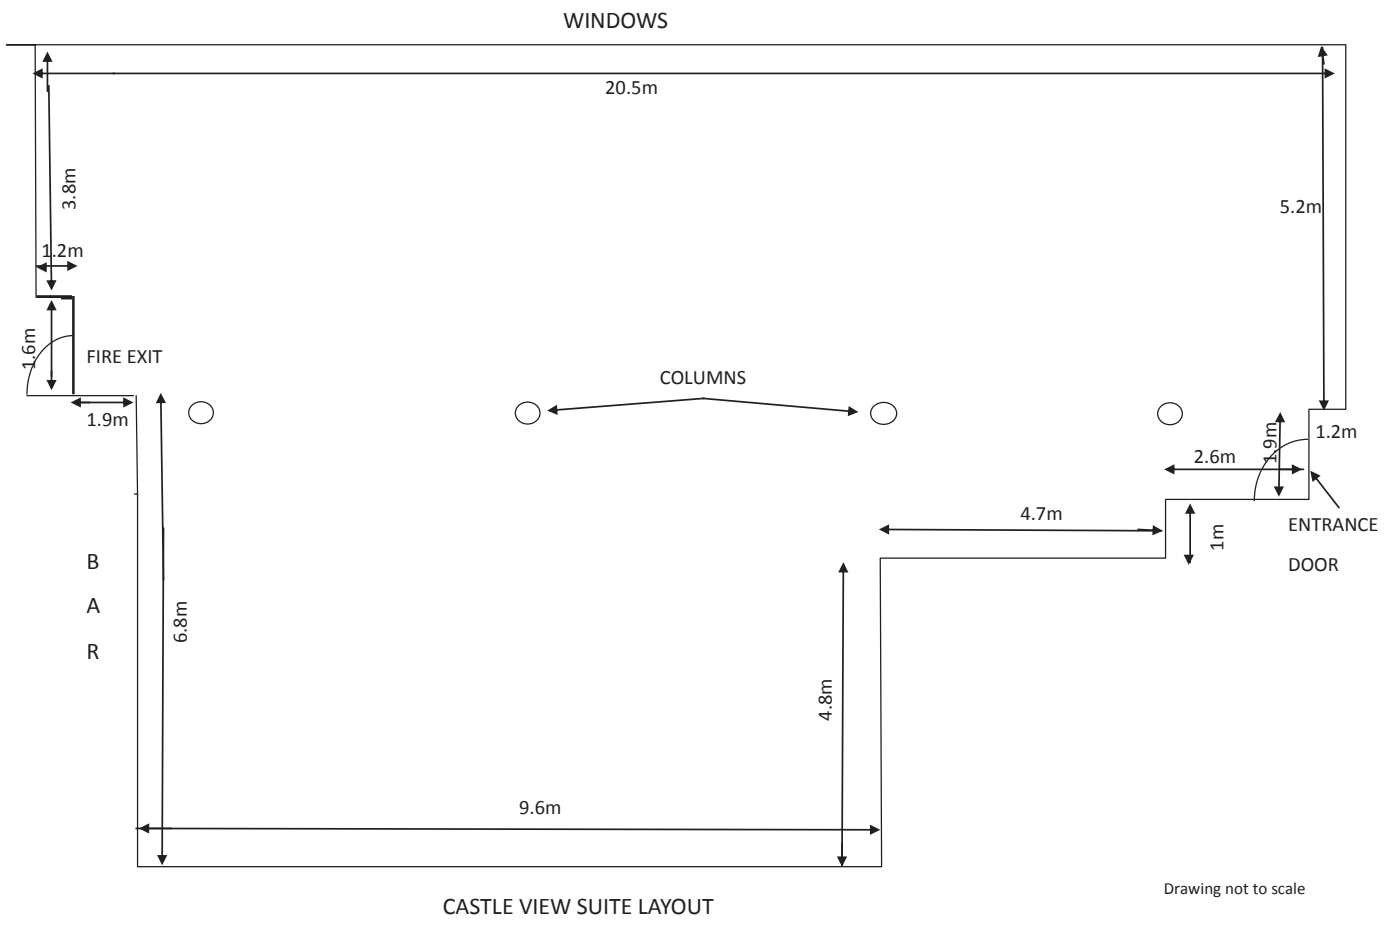 WINDOWS
20.5m
3.8m
5.2m
1.2m
1.6m
FIRE EXIT
COLUMNS
1.9m
1.9m
1.2m
2.6m
4.7m
1m
ENTRANCE
DOOR
B
A
R
6.8m
4.8m
9.6m
Drawing not to scale
CASTLE VIEW SUITE LAYOUT